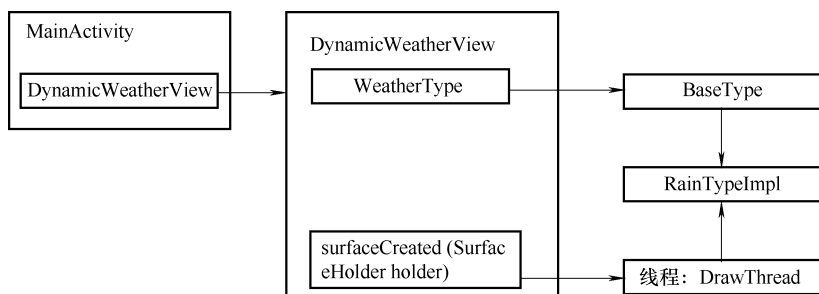 MainActivity
DynamicWeatherView
DynamicWeatherView
WeatherType
BaseType
RainTypeImpl
surfaceCreated (Surfac
eHolder holder)
线程：DrawThread